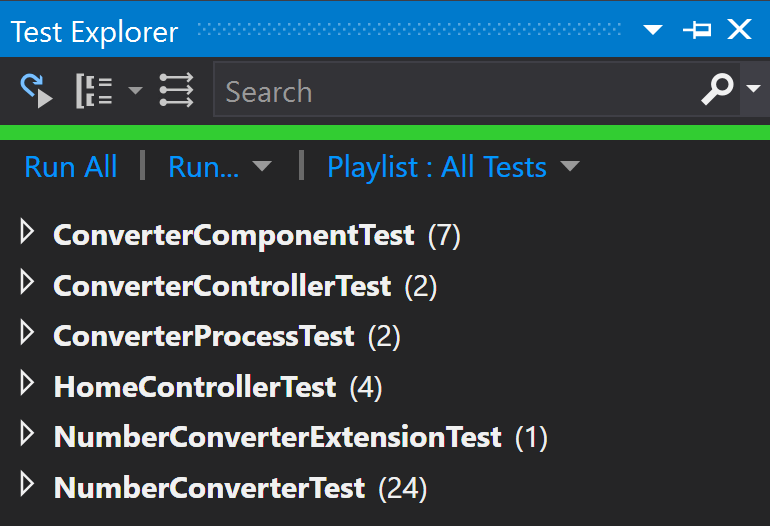 Test Explorer
Search
Run All | Run... Playlist : All Tests
ConverterComponentTest (7)
ConverterControllerTest (2)
ConverterProcessTest (2)
HomeControllerTest (4)
NumberConverterExtensionTest (1)
NumberConverterTest (24)